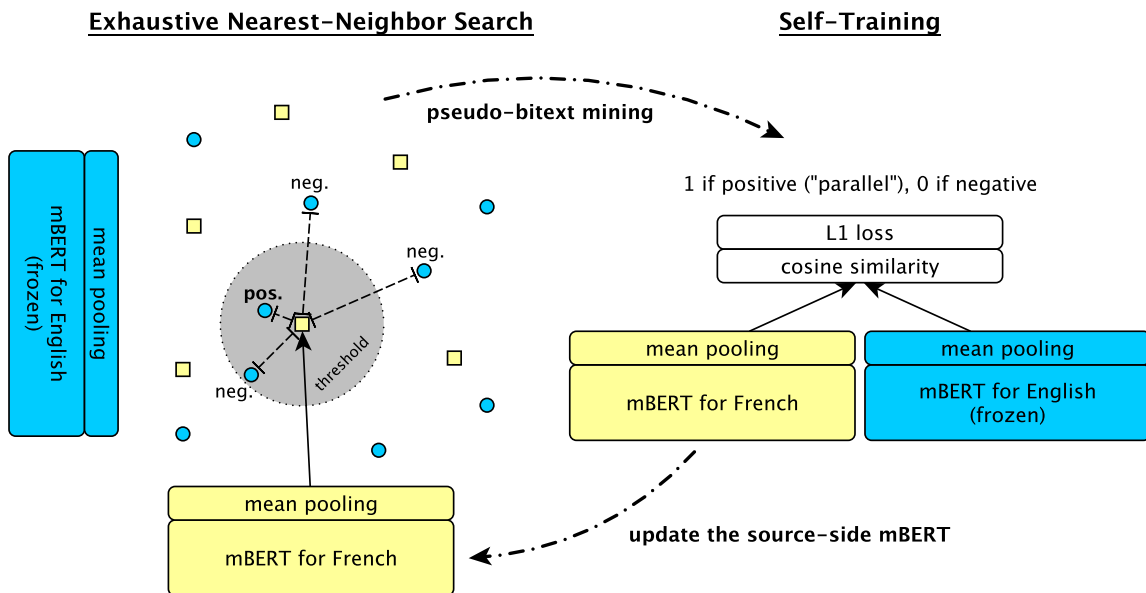 Exhaustive Nearest-Neighbor Search
Self-Training
pseudo-bitext mining
mBERT for English
(frozen)
mean pooling
neg.
neg.
pos.
neg.
threshold
mean pooling
mBERT for French
1 if positive ("parallel"), 0 if negative
L1 loss
cosine similarity
mean pooling
mBERT for French
mean pooling
mBERT for English
(frozen)
update the source-side mBERT